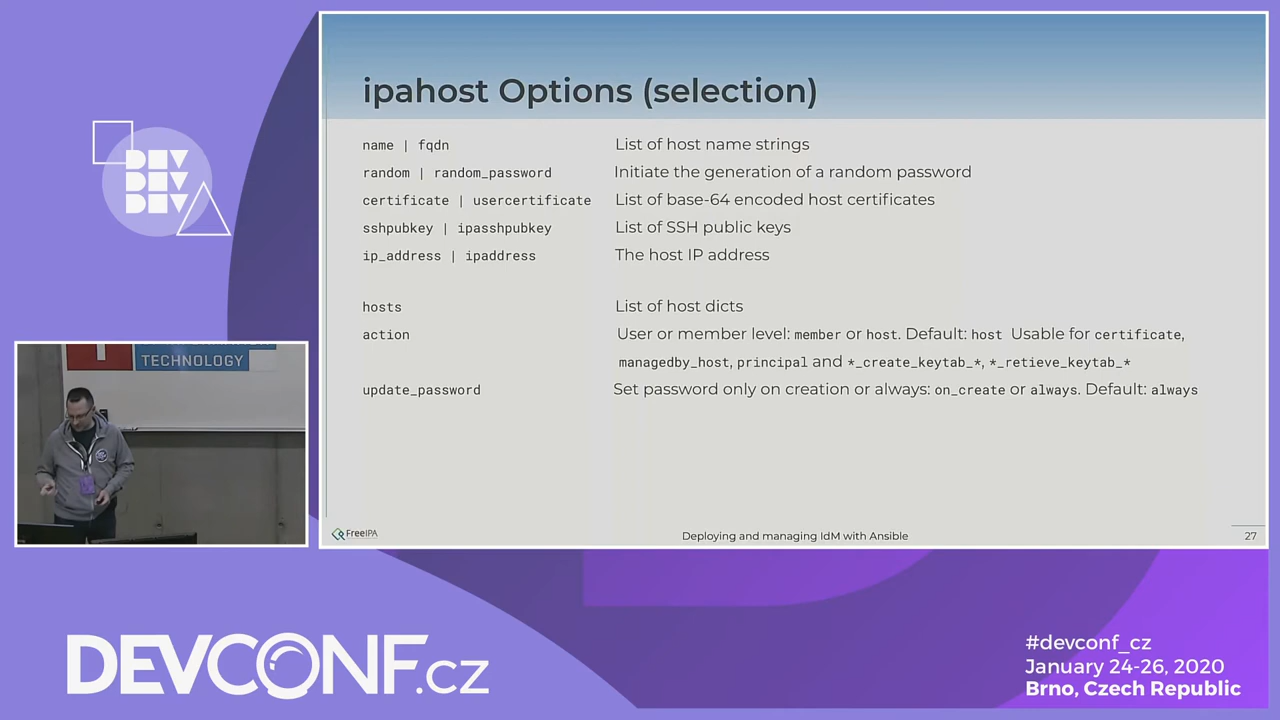 ipahost Options (selection)
name | fqdn List of host name strings
random | random_password Initiate the generation of a random password
certificate | usercertificate List of base-64 encoded host certificates
sshpubkey | ipasshpubkey List of SSH public keys
ip_address | ipaddress The host IP address
hosts List of host dicts
action User or member level: member or host. Default: host Usable for certificate,
managedby_host, principal and *_create_keytab_*, *_retieve_keytab_*
update_password Set password only on creation or always: on_create or always. Default: always
FreeIPA Deploying and managing IdM with Ansible 27
DEV
DEV
DEV
TECHNOLOGY
DEVCONF.cz
#devconf_cz
January 24-26, 2020
Brno, Czech Republic